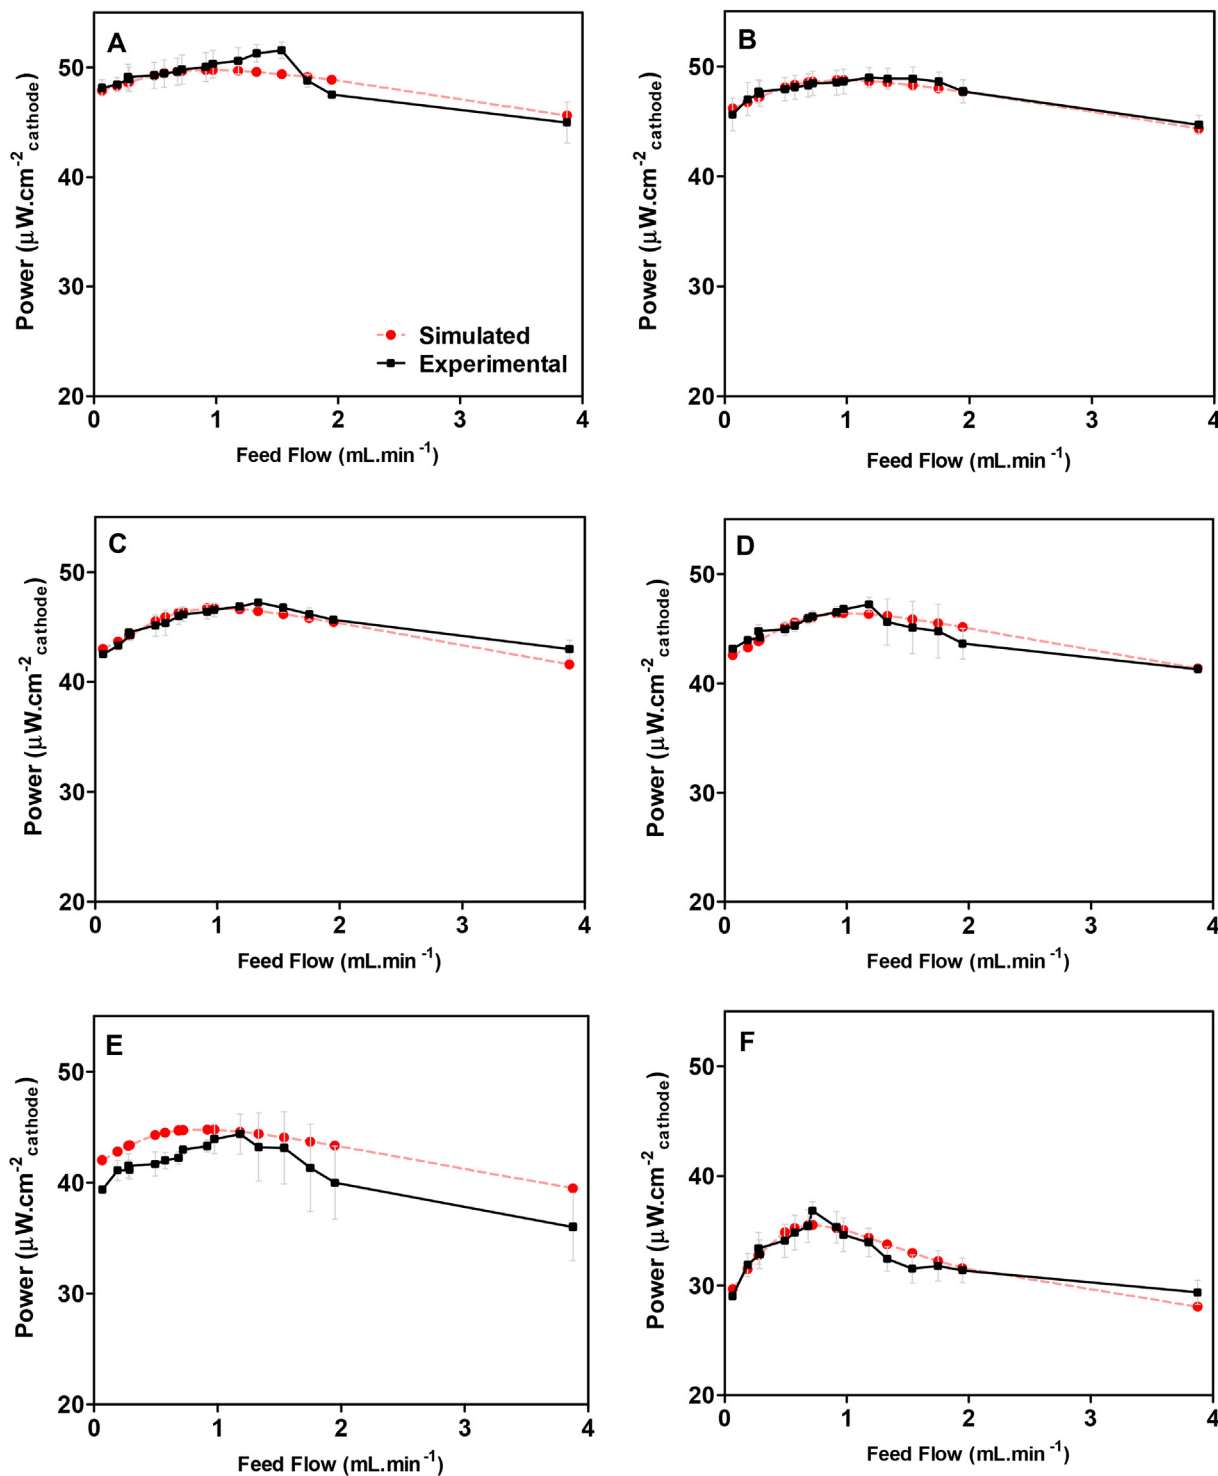 A
Power (μW.cm⁻² cathode)
50
40
30
20
0 1 2 3 4
Feed Flow (mL.min⁻¹)
Simulated
Experimental
B
Power (μW.cm⁻² cathode)
50
40
30
20
0 1 2 3 4
Feed Flow (mL.min⁻¹)
C
Power (μW.cm⁻² cathode)
50
40
30
20
0 1 2 3 4
Feed Flow (mL.min⁻¹)
D
Power (μW.cm⁻² cathode)
50
40
30
20
0 1 2 3 4
Feed Flow (mL.min⁻¹)
E
Power (μW.cm⁻² cathode)
50
40
30
20
0 1 2 3 4
Feed Flow (mL.min⁻¹)
F
Power (μW.cm⁻² cathode)
50
40
30
20
0 1 2 3 4
Feed Flow (mL.min⁻¹)